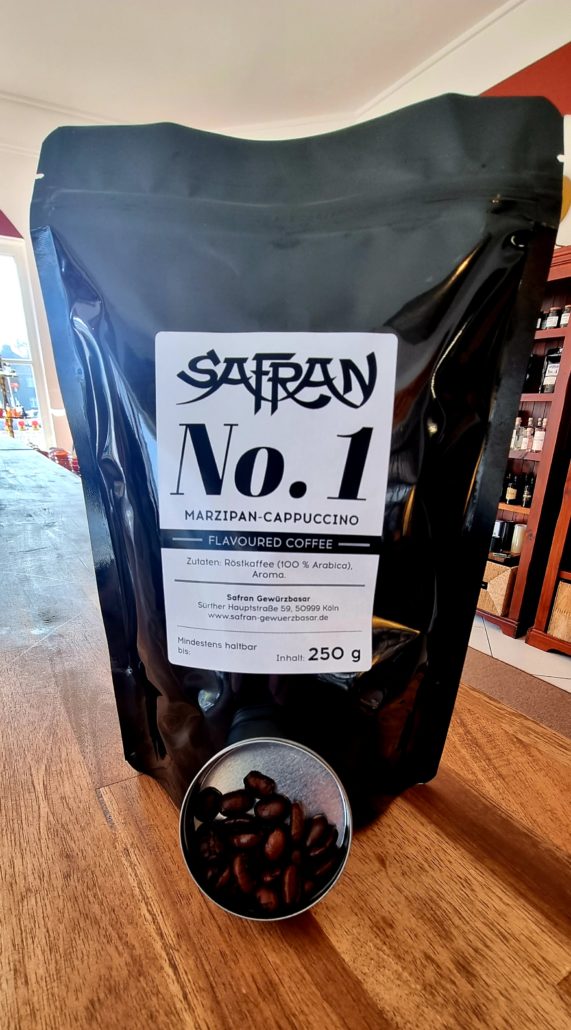 SAFRAN
No. 1
MARZIPAN-CAPPUCCINO
FLAVOURED COFFEE
Zutaten: Röstkaffee (100 % Arabica),
Aroma.
Safran Gewürzbasar
Sürther Hauptstraße 59, 50999 Köln
www.safran-gewuerzbasar.de
Mindestens haltbar
bis:
Inhalt: 250 g